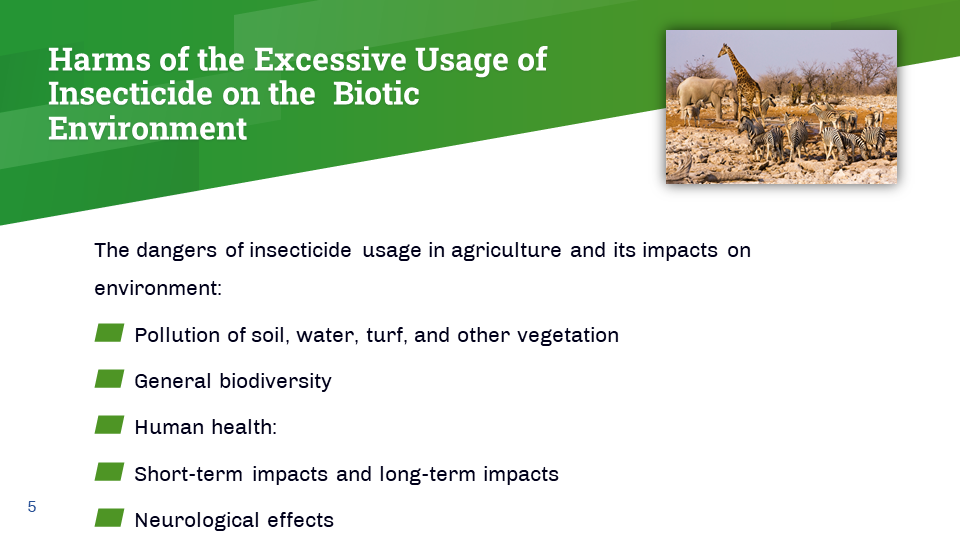 Harms of the Excessive Usage of
Insecticide on the Biotic
Environment
The dangers of insecticide usage in agriculture and its impacts on
environment:
Pollution of soil, water, turf, and other vegetation
General biodiversity
Human health:
Short-term impacts and long-term impacts
Neurological effects
5